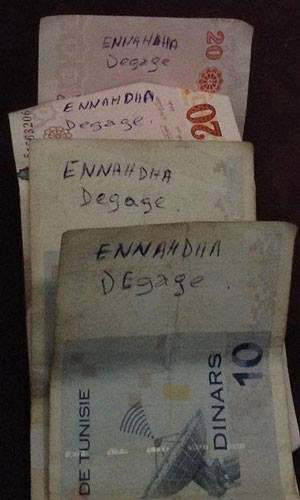 20
ENNAHDHA
Degage
20
ENNAHDHA
Degage.
ENNAHDHA
Degage.
ENNAHDHA
DEgage.
10
DINARS
DE TUNISIE